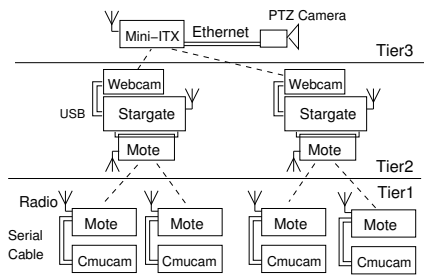 PTZ Camera
Mini-ITX
Ethernet
Tier3
Webcam
Webcam
USB
Stargate
Stargate
Mote
Mote
Tier2
Tier1
Radio
Mote
Mote
Mote
Mote
Serial
Cable
Cmucam
Cmucam
Cmucam
Cmucam